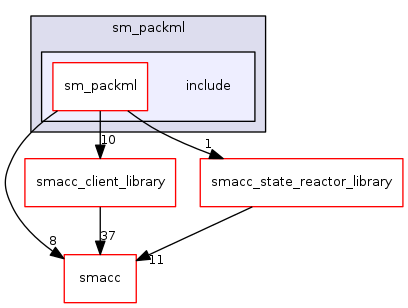 sm_packml
sm_packml include
10
1
smacc_client_library smacc_state_reactor_library
8
37
11
smacc